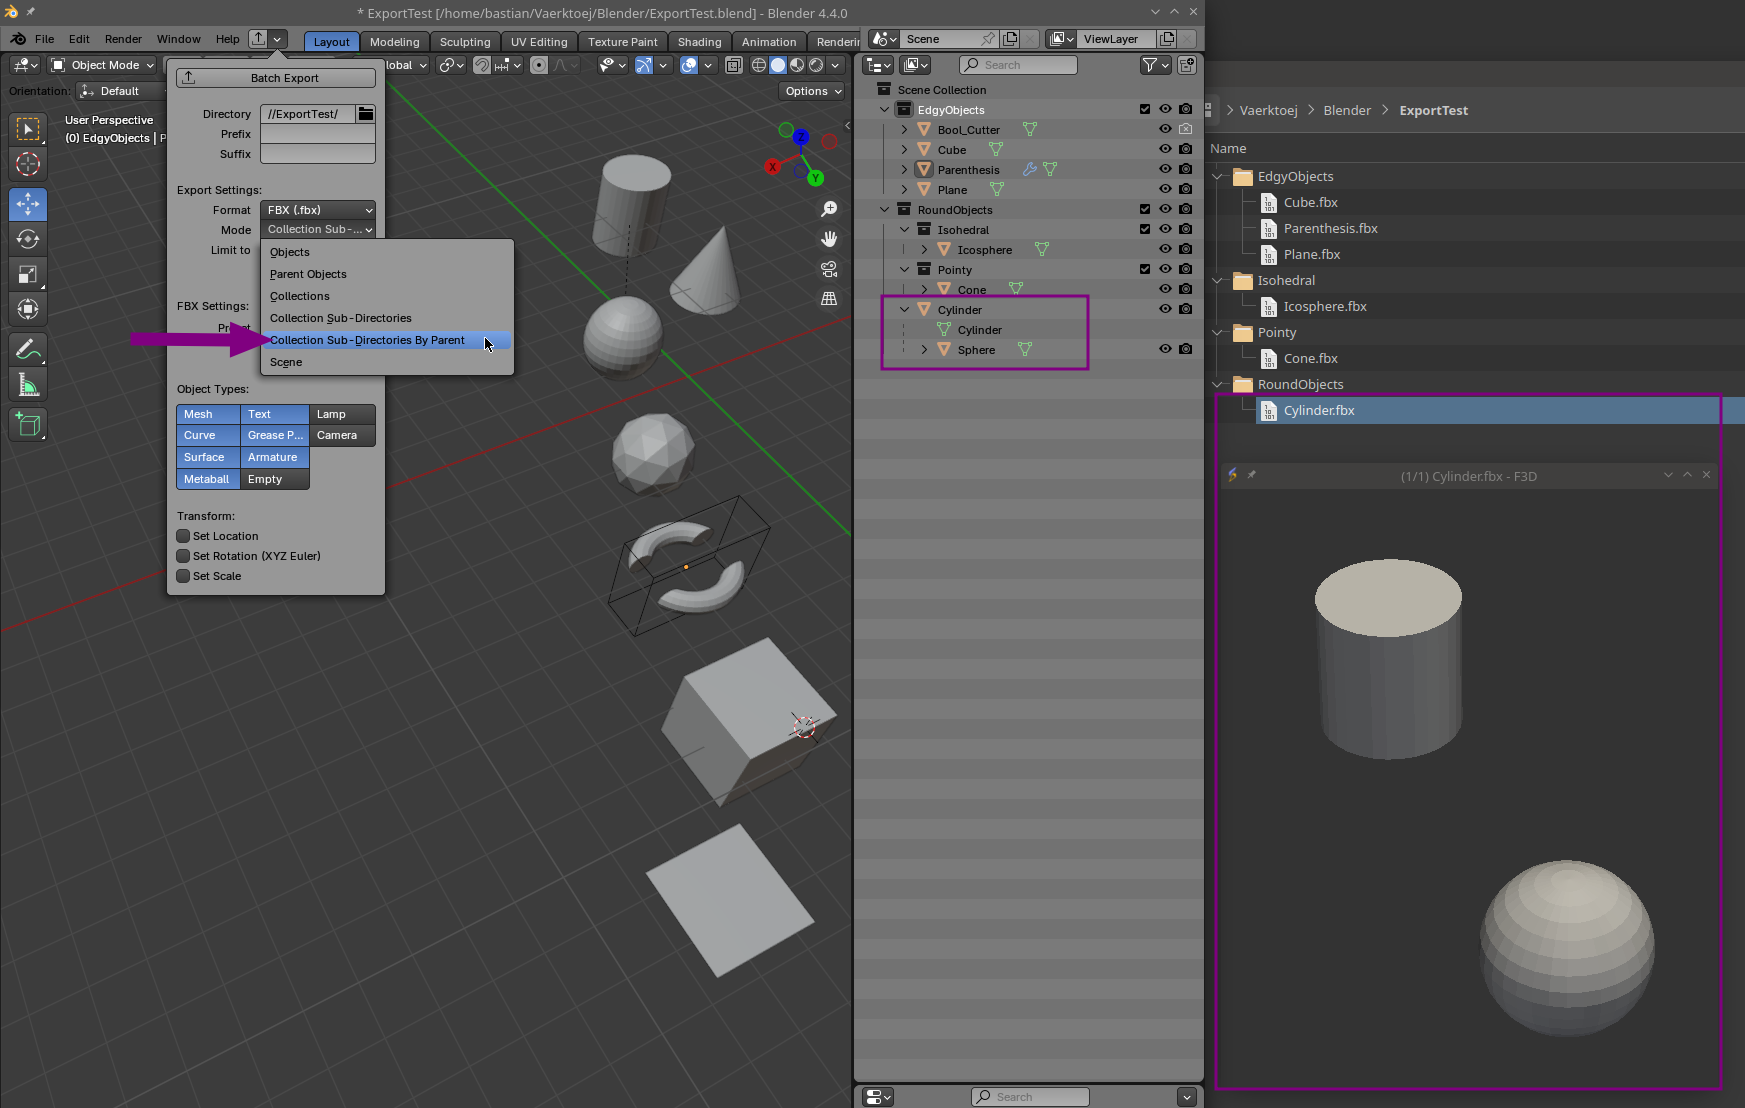 * ExportTest [/home/bastian/Vaerktoej/Blender/ExportTest.blend] - Blender 4.4.0
File Edit Render Window Help
Layout Modeling Sculpting UV Editing Texture Paint Shading Animation
Scene
ViewLayer
Object Mode
Search
Orientation: Default
Options
User Perspective
(0) EdgyObjects |
Batch Export
Directory //ExportTest/
Prefix
Suffix
Export Settings:
Format FBX (.fbx)
Mode Collection Sub-...
Limit to
Objects
Parent Objects
Collections
Collection Sub-Directories
Collection Sub-Directories By Parent
Scene
FBX Settings:
Object Types:
Mesh Text Lamp
Curve Grease P... Camera
Surface Armature
Metaball Empty
Transform:
Set Location
Set Rotation (XYZ Euler)
Set Scale
Z
X
Y
Scene Collection
EdgyObjects
Bool_Cutter
Cube
Parenthesis
Plane
RoundObjects
Isohedral
Icosphere
Pointy
Cone
Cylinder
Cylinder
Sphere
Search
Vaerktoej > Blender > ExportTest
Name
EdgyObjects
Cube.fbx
Parenthesis.fbx
Plane.fbx
Isohedral
Icosphere.fbx
Pointy
Cone.fbx
RoundObjects
Cylinder.fbx
(1/1) Cylinder.fbx - F3D